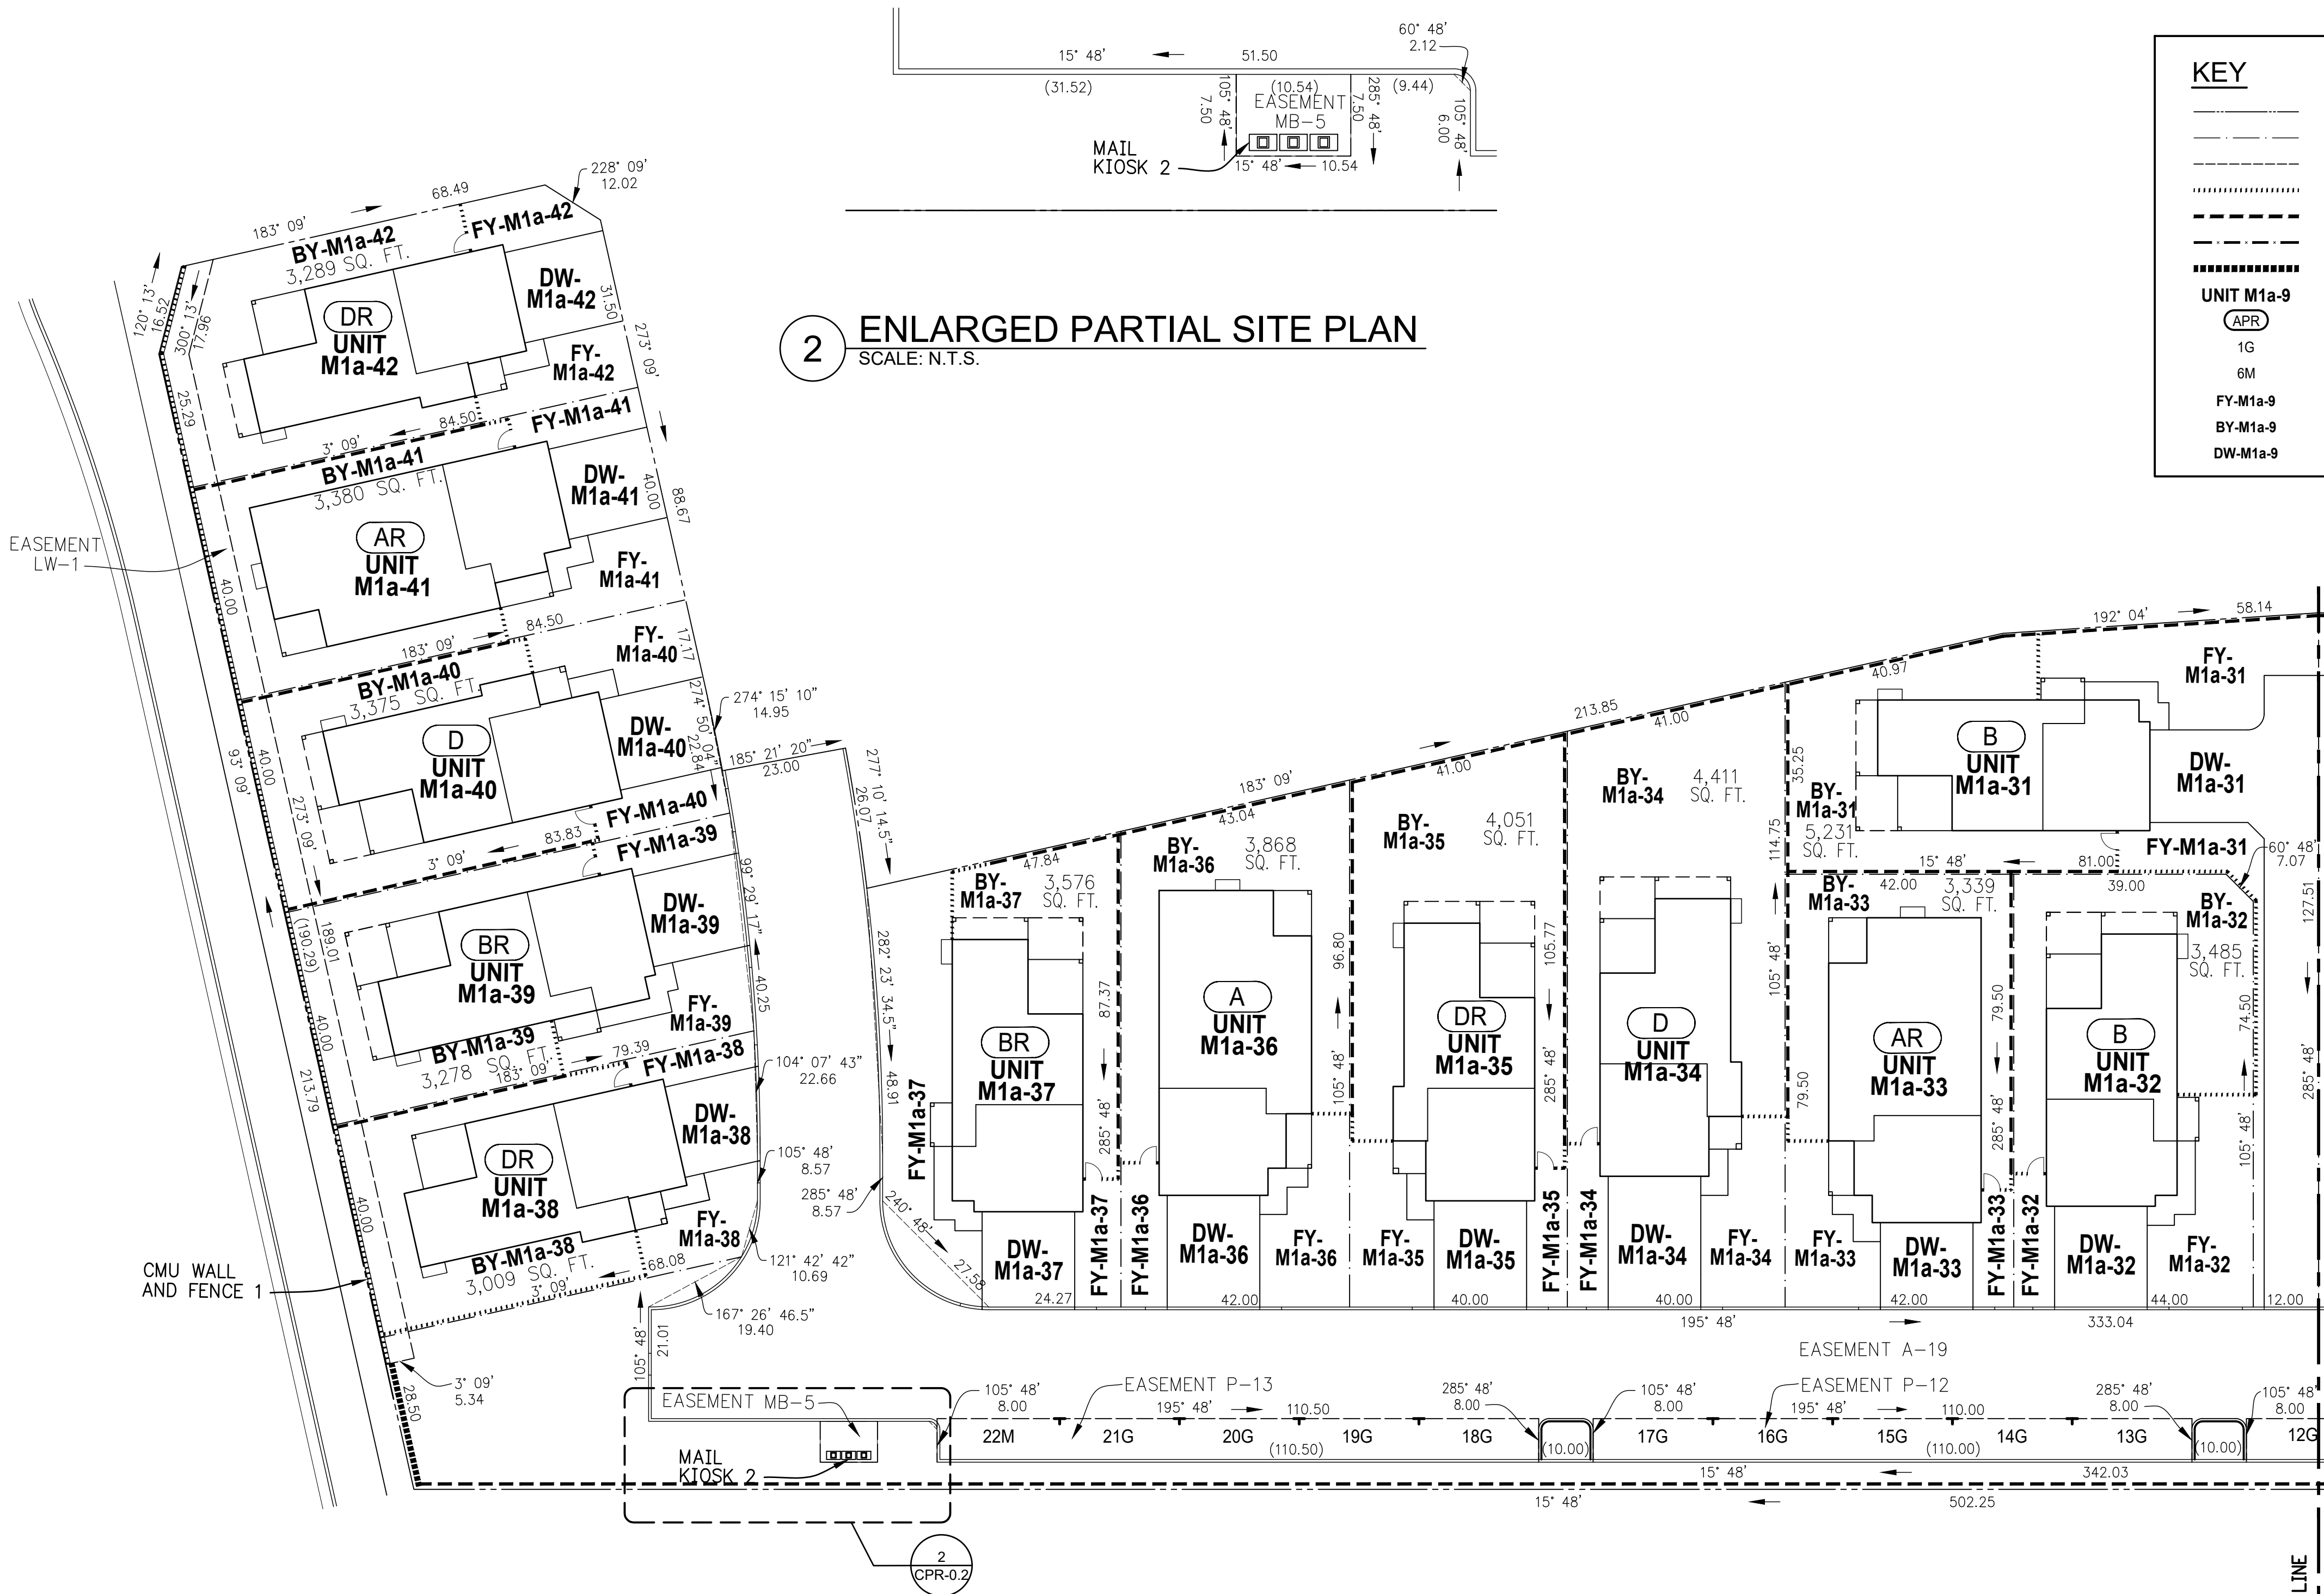 60° 48'
2.12
15° 48'
51.50
(31.52)
(10.54)
(9.44)
105° 48'
7.50
EASEMENT
MB-5
285° 48'
7.50
105° 48'
6.00
MAIL
KIOSK 2
15° 48'
10.54
2
ENLARGED PARTIAL SITE PLAN
SCALE: N.T.S.
KEY
UNIT M1a-9
APR
1G
6M
FY-M1a-9
BY-M1a-9
DW-M1a-9
228° 09'
12.02
68.49
183° 09'
BY-M1a-42
3,289 SQ. FT.
FY-M1a-42
120° 13'
16.52
300° 13'
17.96
DR
UNIT
M1a-42
DW-
M1a-42
31.50
273° 09'
FY-
M1a-42
25.29
84.50
3° 09'
FY-M1a-41
BY-M1a-41
3,380 SQ. FT.
DW-
M1a-41
40.00
88.67
AR
UNIT
M1a-41
EASEMENT
LW-1
FY-
M1a-41
40.00
84.50
183° 09'
FY-
M1a-40
17.17
BY-M1a-40
3,375 SQ. FT.
274° 15' 10"
14.95
D
UNIT
M1a-40
DW-
M1a-40
274° 50' 04"
22.84
185° 21' 20"
23.00
93° 09'
40.00
273° 09'
FY-M1a-40
83.83
3° 09'
FY-M1a-39
277° 10' 14.5"
26.07
(190.29)
189.01
DW-
M1a-39
99° 29' 17"
40.25
BR
UNIT
M1a-39
FY-
M1a-39
BY-M1a-39
3,278 SQ. FT.
79.39
183° 09'
FY-M1a-38
40.00
213.79
104° 07' 43"
22.66
282° 23' 34.5"
48.91
DW-
M1a-38
DR
UNIT
M1a-38
105° 48'
8.57
285° 48'
8.57
FY-
M1a-38
BY-M1a-38
3,009 SQ. FT.
68.08
3° 09'
40.00
121° 42' 42"
10.69
167° 26' 46.5"
19.40
240° 48'
27.58
CMU WALL
AND FENCE 1
105° 48'
21.01
3° 09'
5.34
28.50
192° 04'
58.14
40.97
213.85
41.00
183° 09'
41.00
43.04
47.84
FY-
M1a-31
B
UNIT
M1a-31
DW-
M1a-31
35.25
BY-
M1a-31
5,231
SQ. FT.
FY-M1a-31
60° 48'
7.07
15° 48'
81.00
42.00
39.00
BY-
M1a-34
4,411
SQ. FT.
BY-
M1a-35
4,051
SQ. FT.
BY-
M1a-36
3,868
SQ. FT.
BY-
M1a-37
3,576
SQ. FT.
BY-
M1a-33
3,339
SQ. FT.
BY-
M1a-32
3,485
SQ. FT.
114.75
105° 48'
79.50
127.51
285° 48'
FY-M1a-37
BR
UNIT
M1a-37
87.37
285° 48'
A
UNIT
M1a-36
96.80
105° 48'
DR
UNIT
M1a-35
105.77
285° 48'
D
UNIT
M1a-34
AR
UNIT
M1a-33
79.50
285° 48'
B
UNIT
M1a-32
74.50
105° 48'
DW-
M1a-37
FY-M1a-37
FY-M1a-36
DW-
M1a-36
FY-
M1a-36
FY-
M1a-35
DW-
M1a-35
FY-M1a-35
FY-M1a-34
DW-
M1a-34
FY-
M1a-34
FY-
M1a-33
DW-
M1a-33
FY-M1a-33
FY-M1a-32
DW-
M1a-32
FY-
M1a-32
24.27
42.00
40.00
40.00
42.00
44.00
12.00
195° 48'
333.04
EASEMENT A-19
EASEMENT MB-5
105° 48'
8.00
EASEMENT P-13
195° 48'
110.50
285° 48'
8.00
105° 48'
8.00
EASEMENT P-12
195° 48'
110.00
285° 48'
8.00
105° 48'
8.00
22M
21G
20G
(110.50)
19G
18G
(10.00)
17G
16G
15G
(110.00)
14G
13G
(10.00)
12G
MAIL
KIOSK 2
15° 48'
342.03
15° 48'
502.25
2
CPR-0.2
LINE